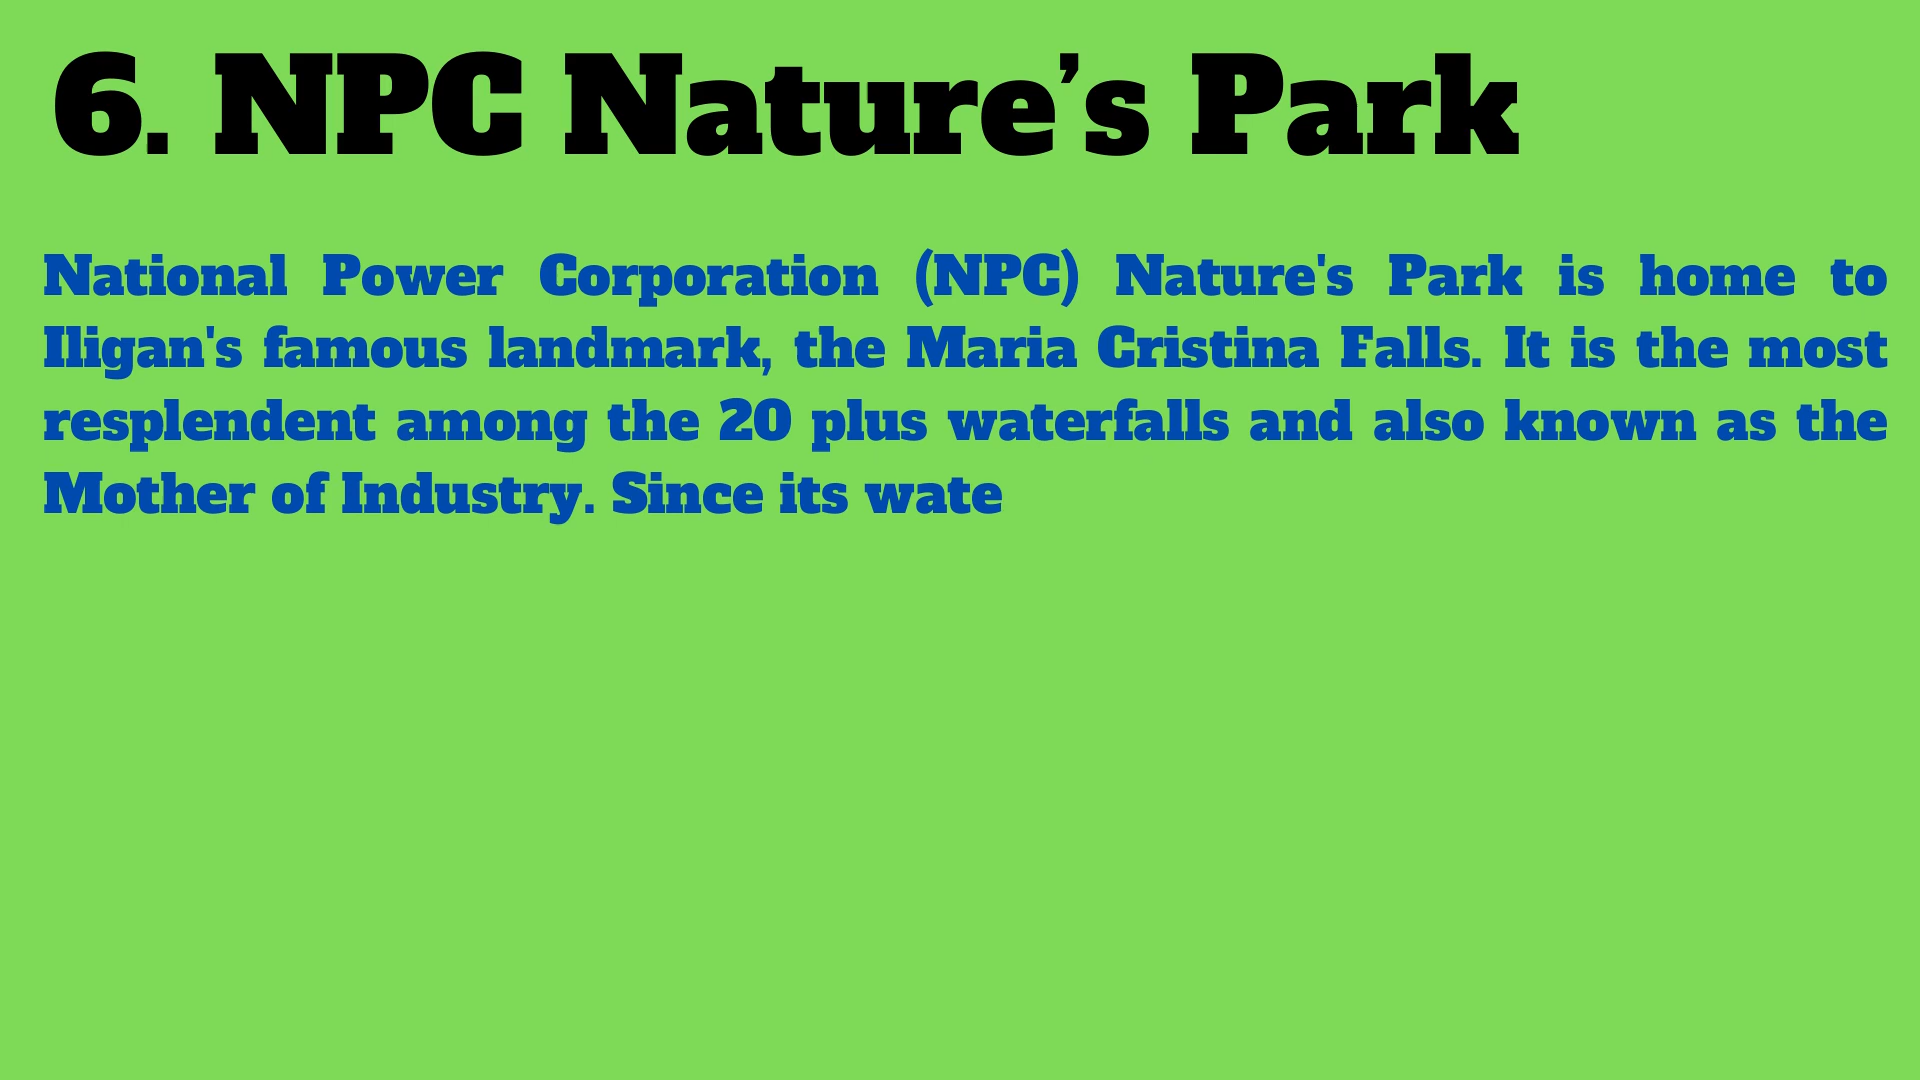 6. NPC Nature’s Park
National Power Corporation (NPC) Nature's Park is home to
Iligan's famous landmark, the Maria Cristina Falls. It is the most
resplendent among the 20 plus waterfalls and also known as the
Mother of Industry. Since its wate